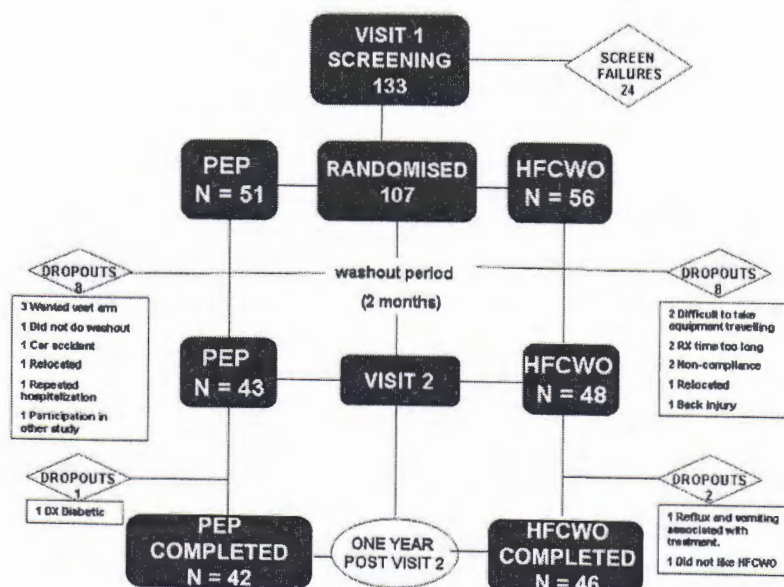 VISIT 1
SCREENING
133
SCREEN
FAILURES
24
PEP
N = 51
RANDOMISED
107
HFCWO
N = 56
DROPOUTS
8
washout period
(2 months)
DROPOUTS
8
3 Wanted vest arm
1 Did not do washout
1 Car accident
1 Relocated
1 Repeated
hospitalization
1 Participation in
other study
2 Difficult to take
equipment travelling
2 RX time too long
2 Non-compliance
1 Relocated
1 Back injury
PEP
N = 43
VISIT 2
HFCWO
N = 48
DROPOUTS
1
1 DX Diabetic
DROPOUTS
2
1 Reflux and vomiting
associated with
treatment.
1 Did not like HFCWO
PEP
COMPLETED
N = 42
ONE YEAR
POST VISIT 2
HFCWO
COMPLETED
N = 46